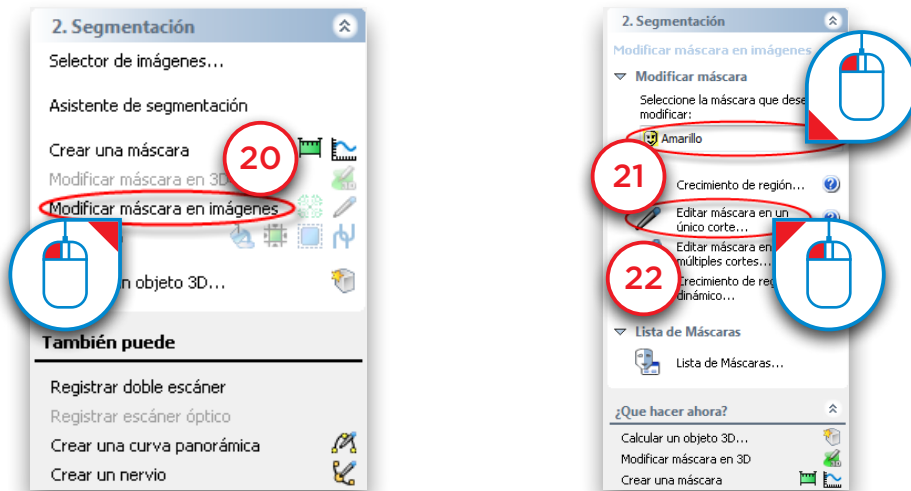 2. Segmentación
Selector de imágenes...
Asistente de segmentación
Crear una máscara
20
Modificar máscara en 3D
Modificar máscara en imágenes
n objeto 3D...
También puede
Registrar doble escáner
Registrar escáner óptico
Crear una curva panorámica
Crear un nervio
2. Segmentación
Modificar máscara en imágenes
Modificar máscara
Seleccione la máscara que dese
modificar:
Amarillo
21
Crecimiento de región...
Editar máscara en un
único corte...
Editar máscara en
múltiples cortes...
22
Crecimiento de reg
dinámico...
Lista de Máscaras
Lista de Máscaras...
¿Que hacer ahora?
Calcular un objeto 3D...
Modificar máscara en 3D
Crear una máscara